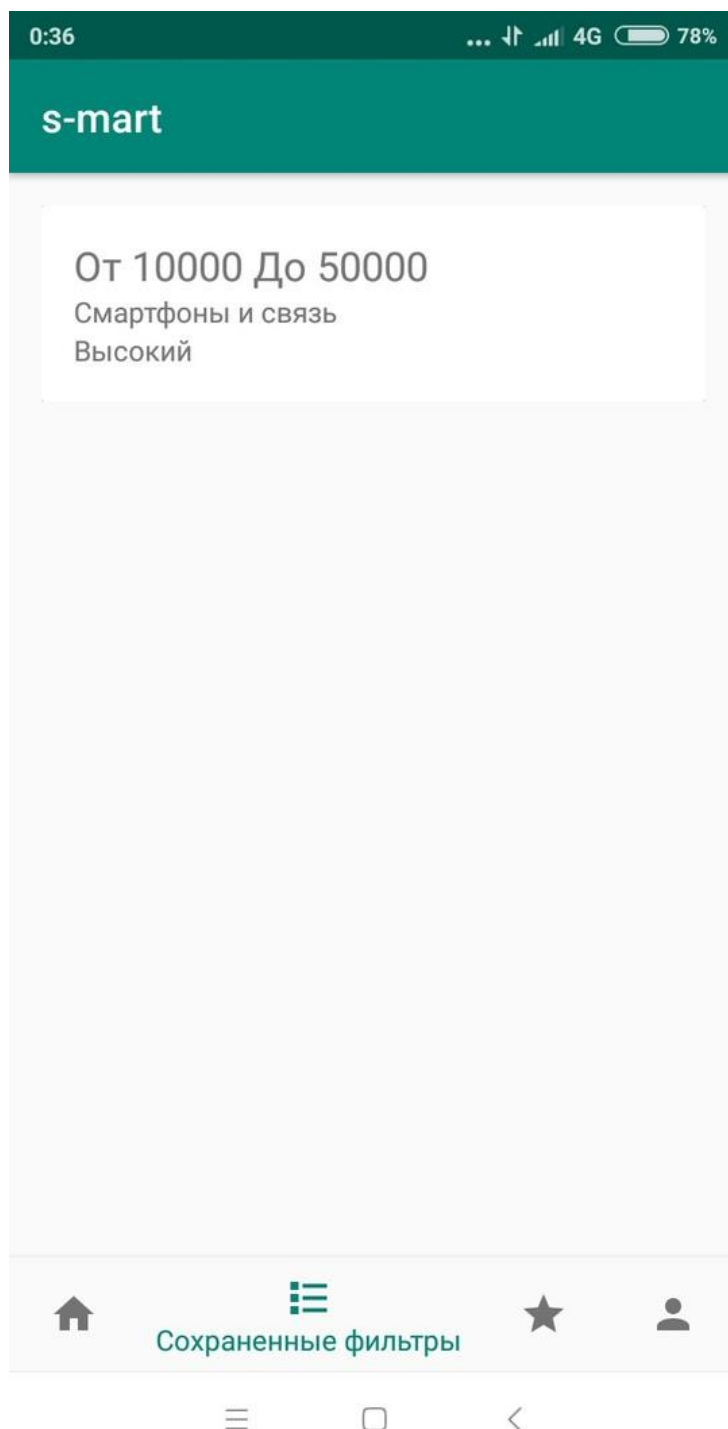 0:36
... 4G 78%
s-mart
От 10000 До 50000
Смартфоны и связь
Высокий
Сохраненные фильтры